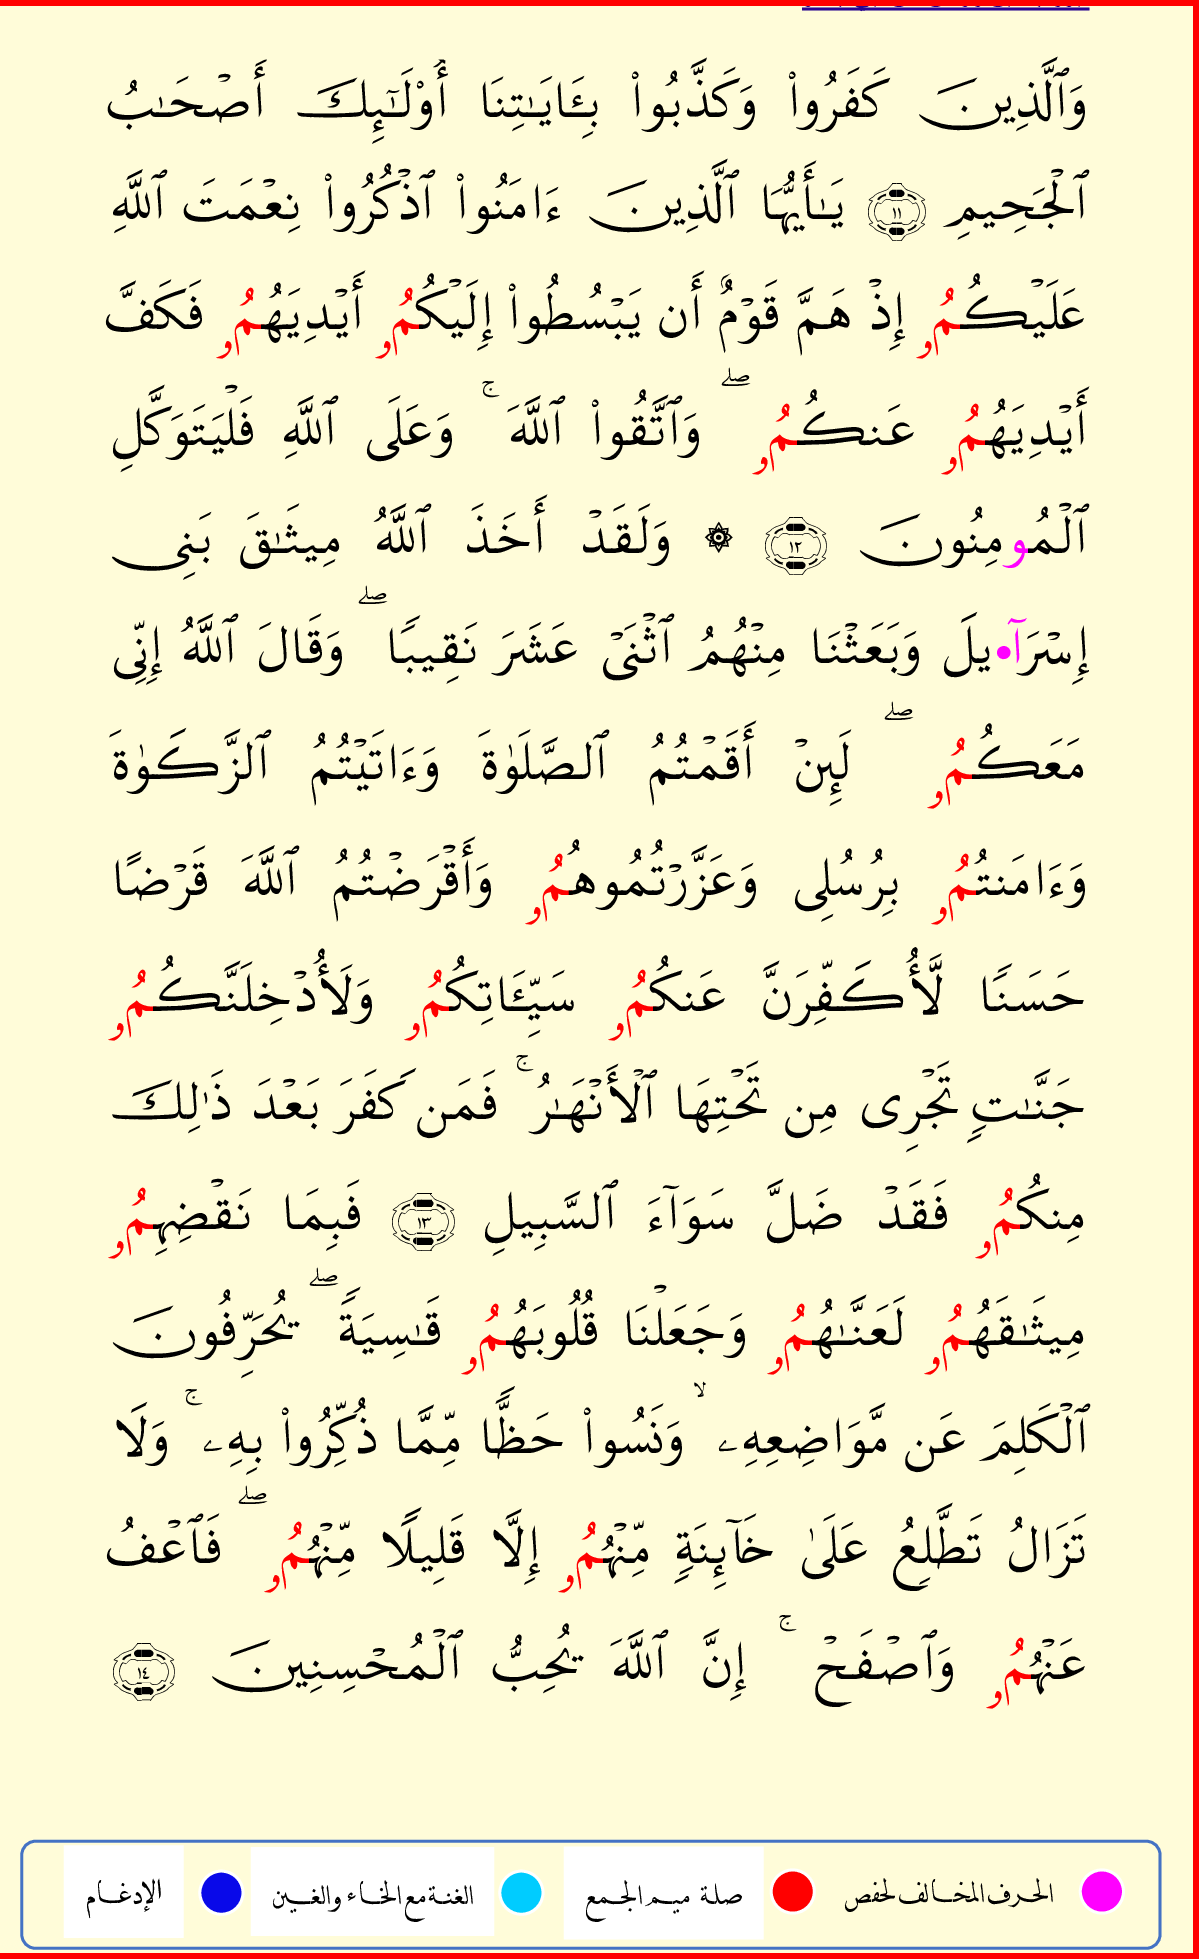 وَٱلَّذِينَ كَفَرُواْ وَكَذَّبُواْ بِـَٔايَـٰتِنَا أُوْلَـٰٓئِكَ أَصْحَـٰبُ
ٱلْجَحِيمِ ١١ يَـٰٓأَيُّهَا ٱلَّذِينَ ءَامَنُواْ ٱذْكُرُواْ نِعْمَتَ ٱللَّهِ
عَلَيْكُمُۥ إِذْ هَمَّ قَوْمٌ أَن يَبْسُطُواْ إِلَيْكُمُۥ أَيْدِيَهُمُۥ فَكَفَّ
أَيْدِيَهُمُۥ عَنكُمُۥ ۖ وَٱتَّقُواْ ٱللَّهَ ۚ وَعَلَى ٱللَّهِ فَلْيَتَوَكَّلِ
ٱلْمُومِنُونَ ١٢ ۞ وَلَقَدْ أَخَذَ ٱللَّهُ مِيثَـٰقَ بَنِى
إِسْرَآ•يلَ وَبَعَثْنَا مِنْهُمُ ٱثْنَىْ عَشَرَ نَقِيبًا ۖ وَقَالَ ٱللَّهُ إِنِّى
مَعَكُمُۥ ۖ لَئِنْ أَقَمْتُمُ ٱلصَّلَوٰةَ وَءَاتَيْتُمُ ٱلزَّكَوٰةَ
وَءَامَنتُمُۥ بِرُسُلِى وَعَزَّرْتُمُوهُمُۥ وَأَقْرَضْتُمُ ٱللَّهَ قَرْضًا
حَسَنًا لَّأُكَفِّرَنَّ عَنكُمُۥ سَيِّـَٔاتِكُمُۥ وَلَأُدْخِلَنَّكُمُۥ
جَنَّـٰتٍ تَجْرِى مِن تَحْتِهَا ٱلْأَنْهَـٰرُ ۚ فَمَن كَفَرَ بَعْدَ ذَٰلِكَ
مِنكُمُۥ فَقَدْ ضَلَّ سَوَآءَ ٱلسَّبِيلِ ١٣ فَبِمَا نَقْضِهِمُۥ
مِيثَـٰقَهُمُۥ لَعَنَّـٰهُمُۥ وَجَعَلْنَا قُلُوبَهُمُۥ قَـٰسِيَةً ۖ يُحَرِّفُونَ
ٱلْكَلِمَ عَن مَّوَاضِعِهِۦ ۙ وَنَسُواْ حَظًّا مِّمَّا ذُكِّرُواْ بِهِۦ ۚ وَلَا
تَزَالُ تَطَّلِعُ عَلَىٰ خَآئِنَةٍ مِّنْهُمُۥ إِلَّا قَلِيلًا مِّنْهُمُۥ ۖ فَٱعْفُ
عَنْهُمُۥ وَٱصْفَحْ ۚ إِنَّ ٱللَّهَ يُحِبُّ ٱلْمُحْسِنِينَ ١٤
الحرف المخالف لحفص صلة ميم الجمع الغنة مع الخاء والغين الإدغام